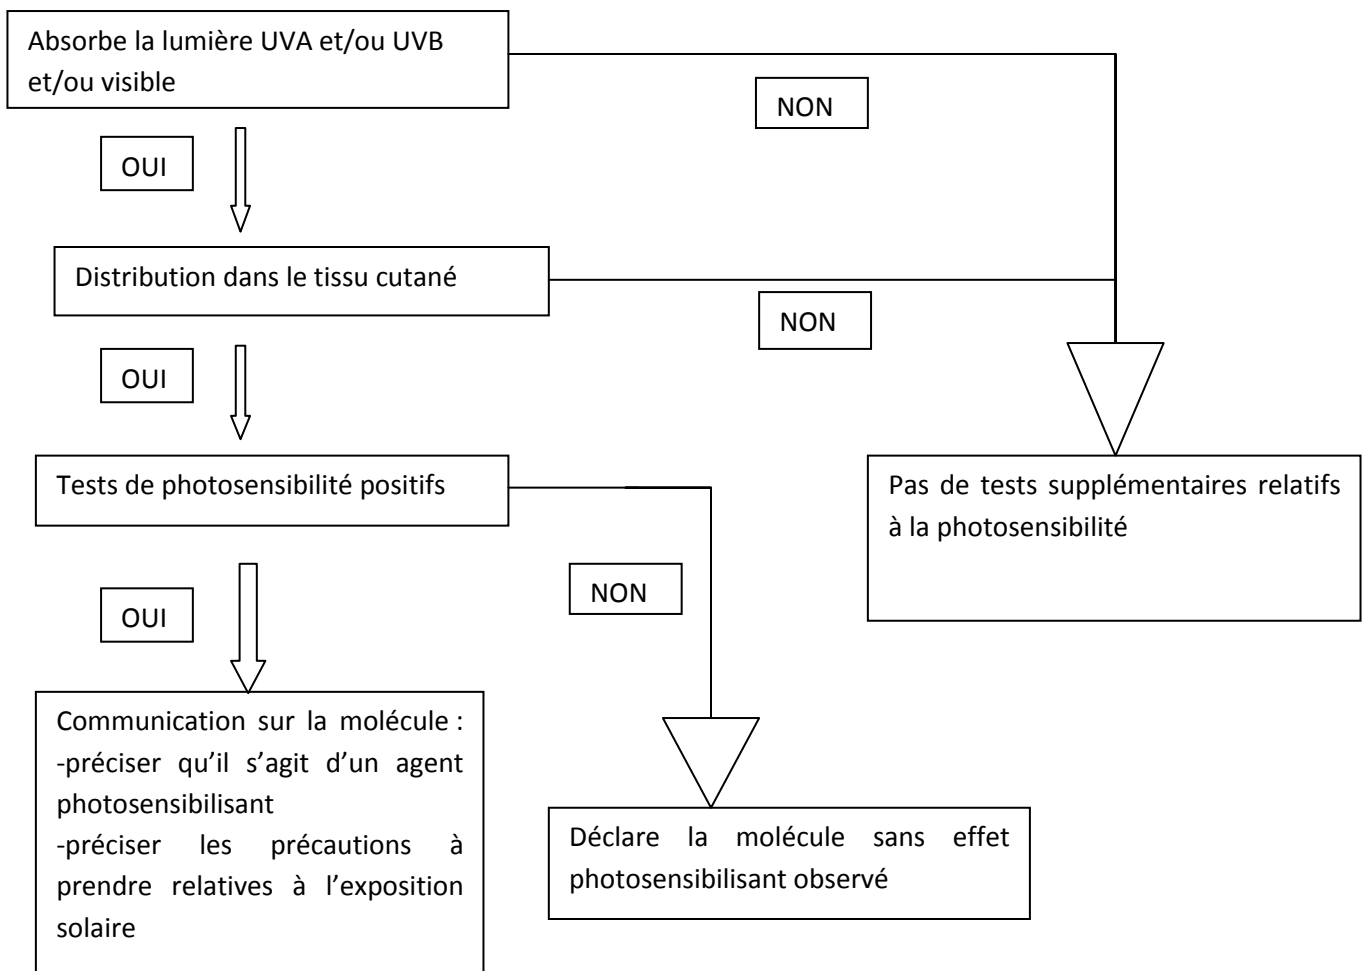 Absorbe la lumière UVA et/ou UVB
et/ou visible
NON
OUI
Distribution dans le tissu cutané
NON
OUI
Tests de photosensibilité positifs
Pas de tests supplémentaires relatifs
à la photosensibilité
NON
OUI
Communication sur la molécule :
-préciser qu’il s’agit d’un agent
photosensibilisant
-préciser les précautions à
prendre relatives à l’exposition
solaire
Déclare la molécule sans effet
photosensibilisant observé